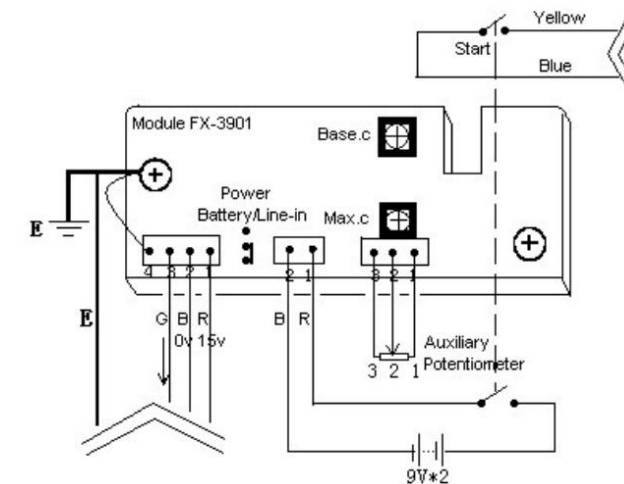 Yellow
Start
Blue
Module FX-3901
Base.c
Power
Battery/Line-in
Max.c
E
4 3 2 1
2 1
3 2 1
E
G B R
B R
0v 15v
Auxiliary
Potentiometer
3 2 1
9V*2